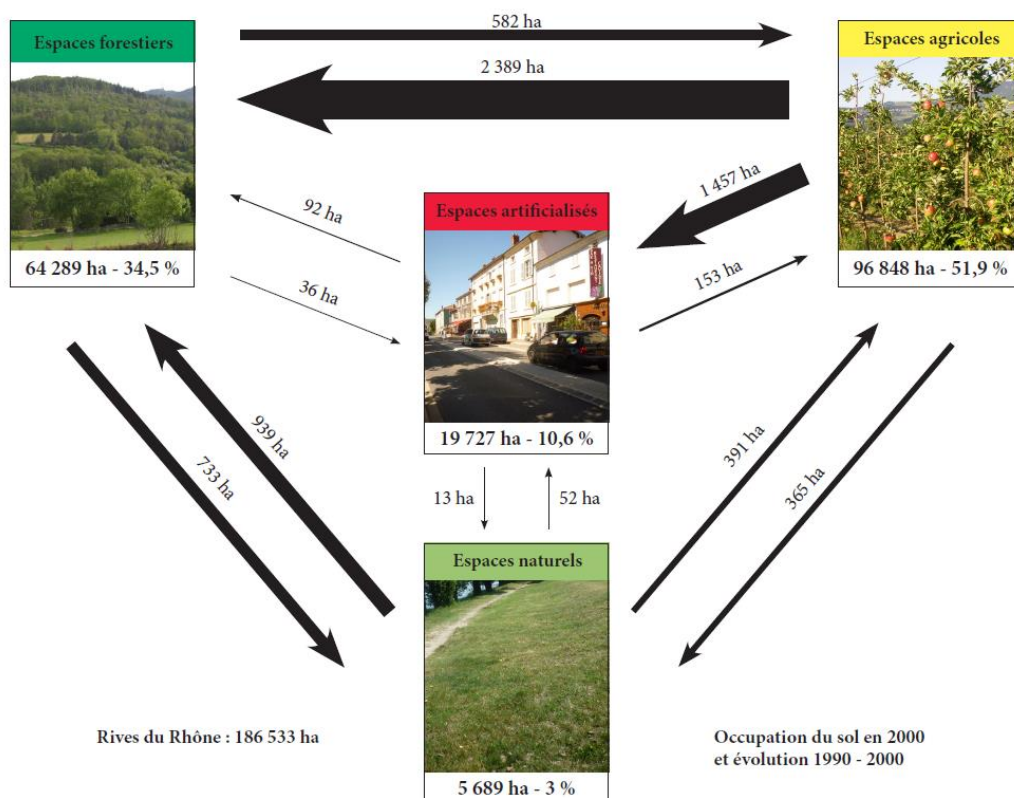 582 ha
Espaces forestiers
Espaces agricoles
2 389 ha
1 457 ha
92 ha
Espaces artificialisés
153 ha
64 289 ha - 34,5 %
36 ha
96 848 ha - 51,9 %
939 ha
733 ha
19 727 ha - 10,6 %
391 ha
365 ha
13 ha
52 ha
Espaces naturels
Rives du Rhône : 186 533 ha
Occupation du sol en 2000
et évolution 1990 - 2000
5 689 ha - 3 %